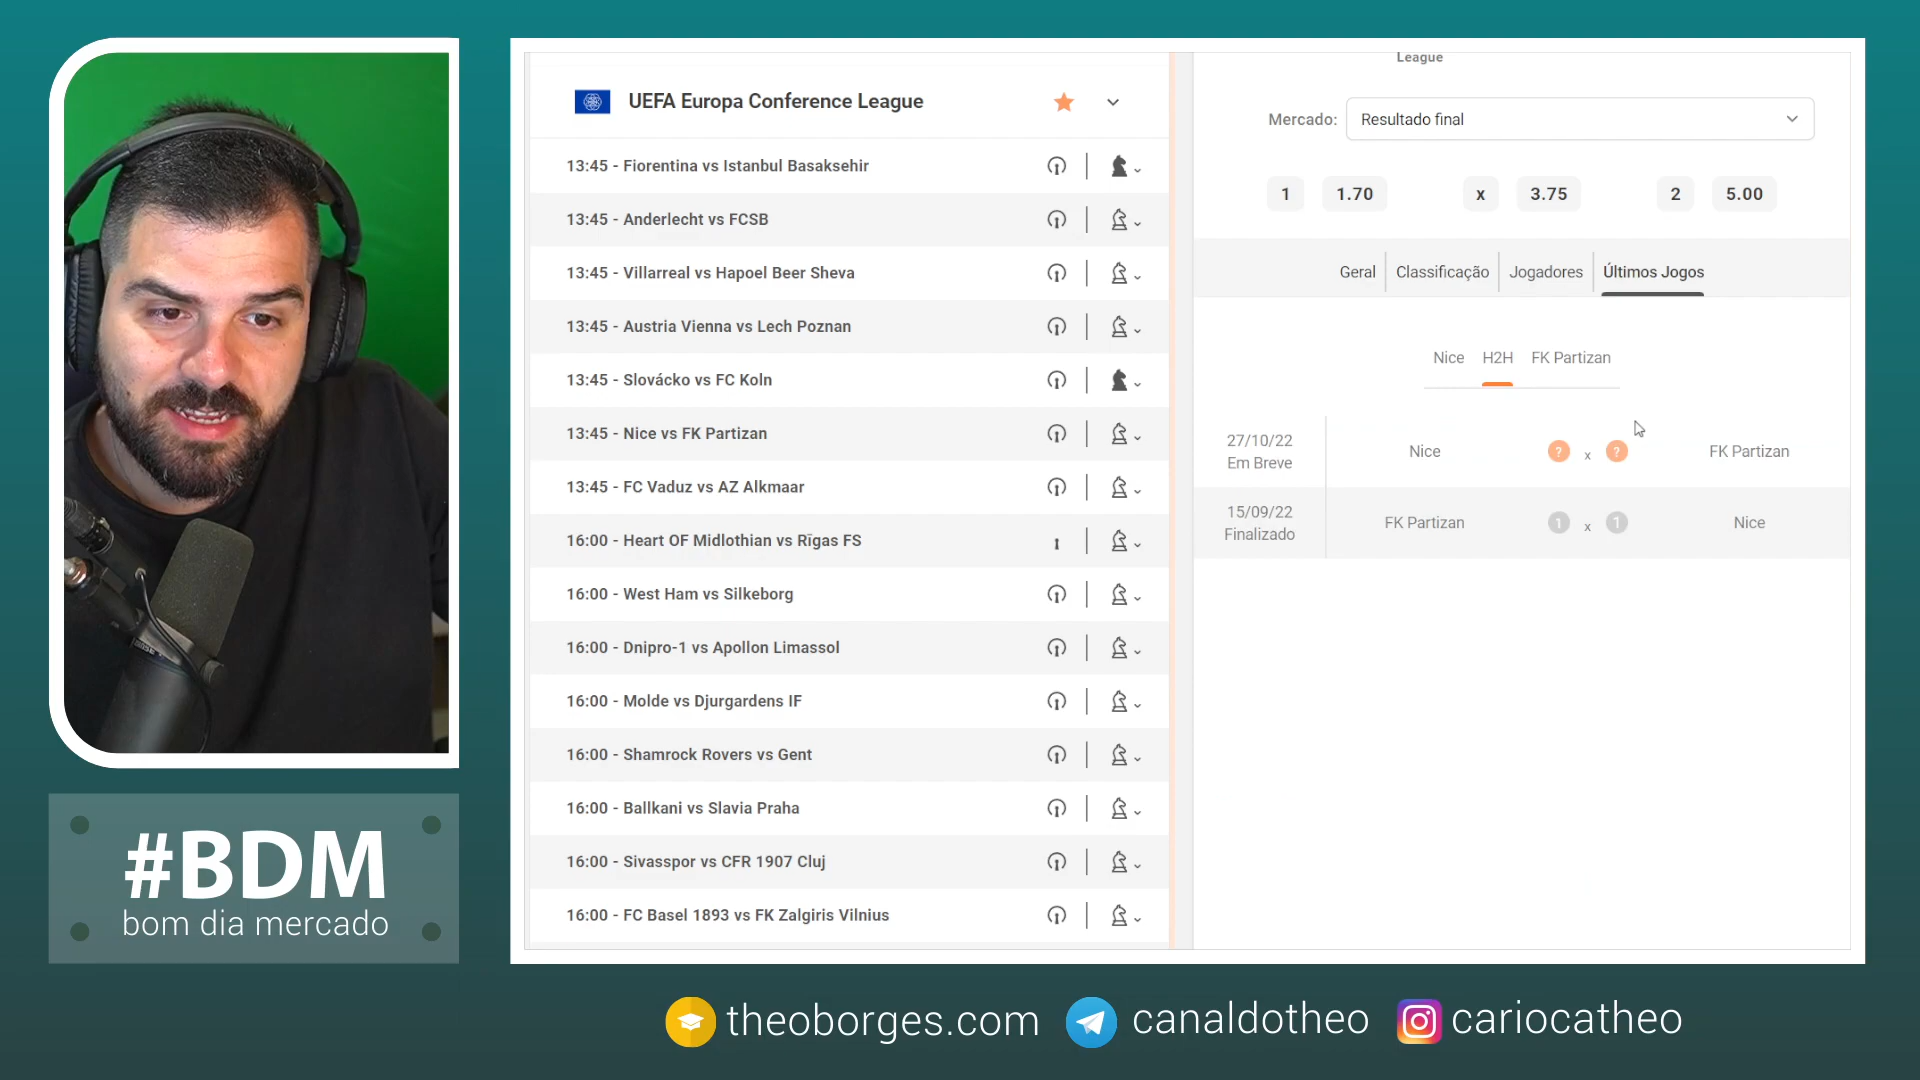 UEFA Europa Conference League
13:45 - Fiorentina vs Istanbul Basaksehir
13:45 - Anderlecht vs FCSB
13:45 - Villarreal vs Hapoel Beer Sheva
13:45 - Austria Vienna vs Lech Poznan
13:45 - Slovácko vs FC Koln
13:45 - Nice vs FK Partizan
13:45 - FC Vaduz vs AZ Alkmaar
16:00 - Heart OF Midlothian vs Rīgas FS
16:00 - West Ham vs Silkeborg
16:00 - Dnipro-1 vs Apollon Limassol
16:00 - Molde vs Djurgardens IF
16:00 - Shamrock Rovers vs Gent
16:00 - Ballkani vs Slavia Praha
16:00 - Sivasspor vs CFR 1907 Cluj
16:00 - FC Basel 1893 vs FK Zalgiris Vilnius
League
Mercado: Resultado final
1 1.70 x 3.75 2 5.00
Geral Classificação Jogadores Últimos Jogos
Nice H2H FK Partizan
27/10/22
Em Breve
Nice ? x ? FK Partizan
15/09/22
Finalizado
FK Partizan 1 x 1 Nice
#BDM
bom dia mercado
theoborges.com canaldotheo cariocatheo